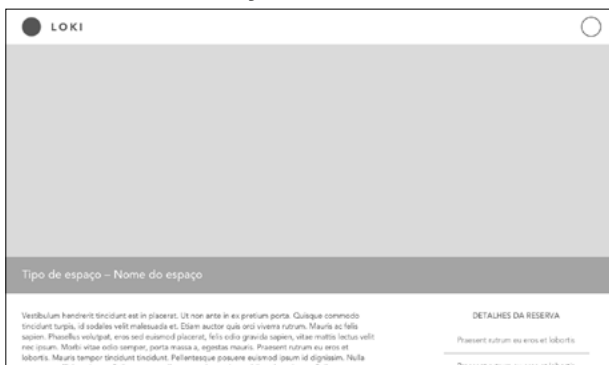 LOKI
Tipo de espaço – Nome do espaço
Vestibulum hendrerit tincidunt est in placerat. Ut non ante in ex pretium porta. Quisque commodo
tincidunt turpis, id sodales velit malesuada et. Etiam auctor quis orci viverra rutrum. Mauris ac felis
sapien. Phasellus volutpat, eros sed euismod placerat, felis odio gravida sapien, vitae mattis lectus velit
nec ipsum. Morbi vitae odio semper, porta massa a, egestas mauris. Praesent rutrum eu eros et
lobortis. Mauris tempor tincidunt tincidunt. Pellentesque posuere euismod ipsum id dignissim. Nulla
DETALHES DA RESERVA
Praesent rutrum eu eros et lobortis